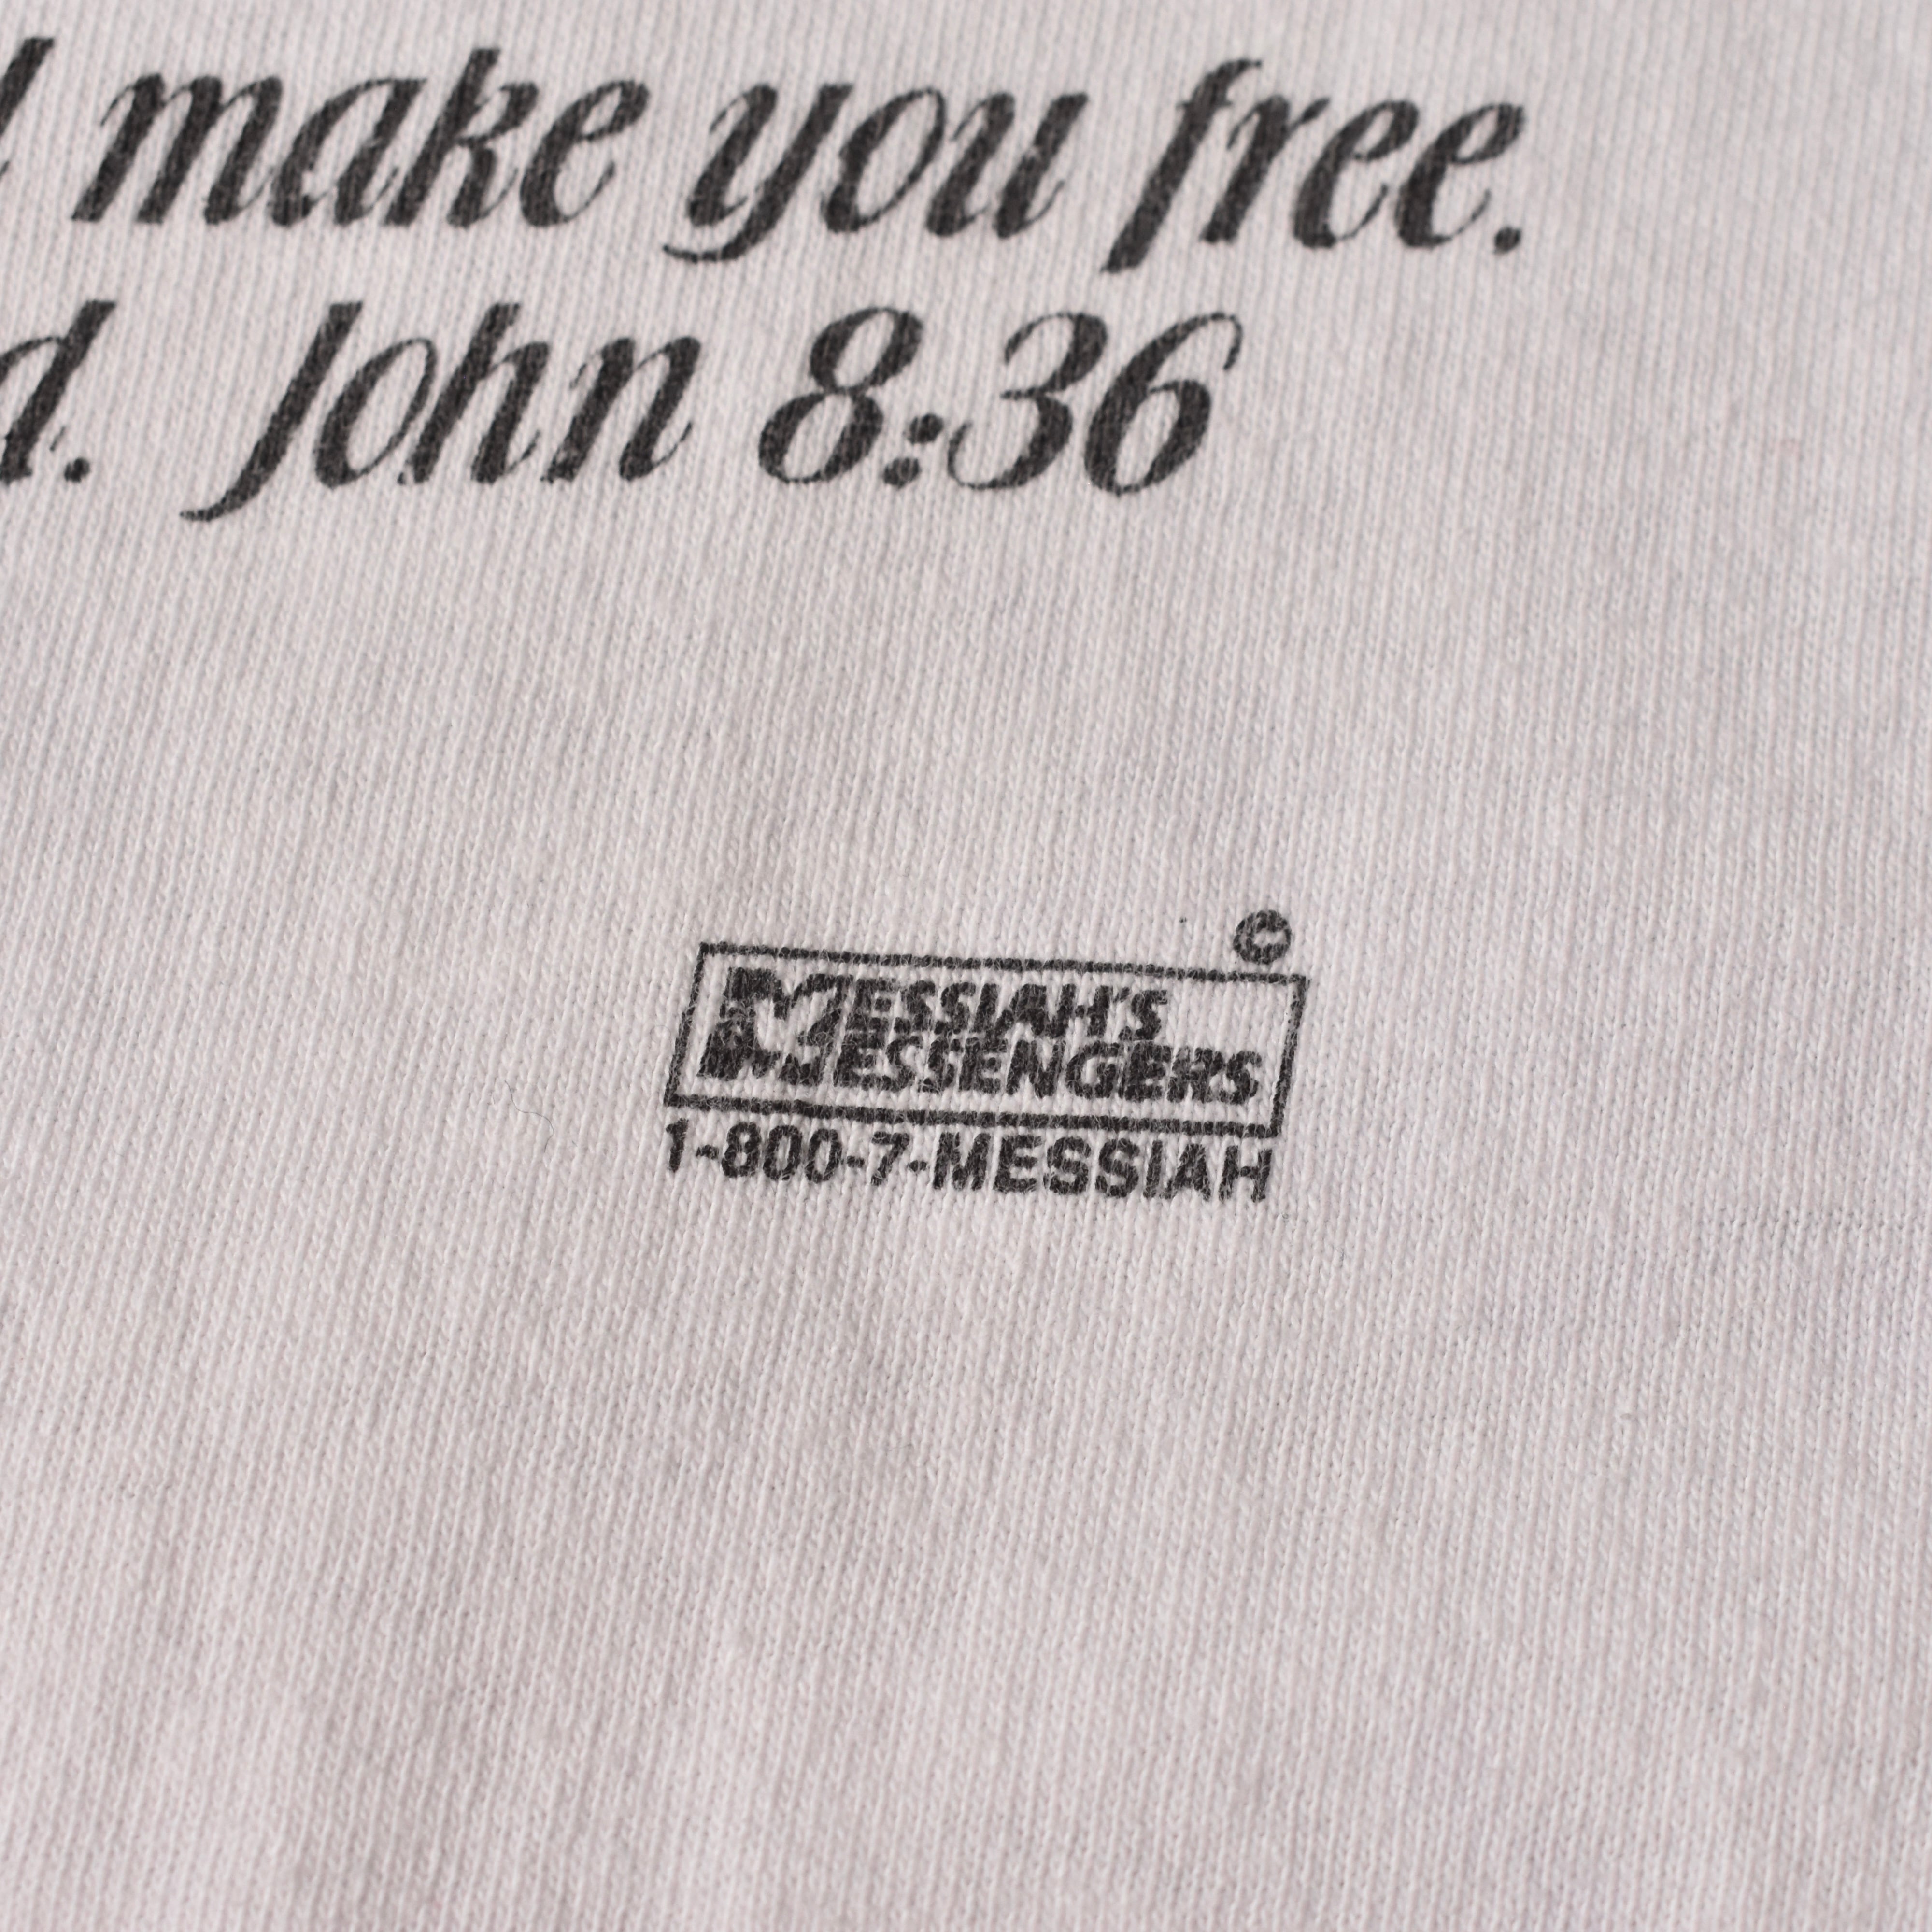 make you free.
John 8:36
©
MESSIAH'S
MESSENGERS
1-800-7-MESSIAH